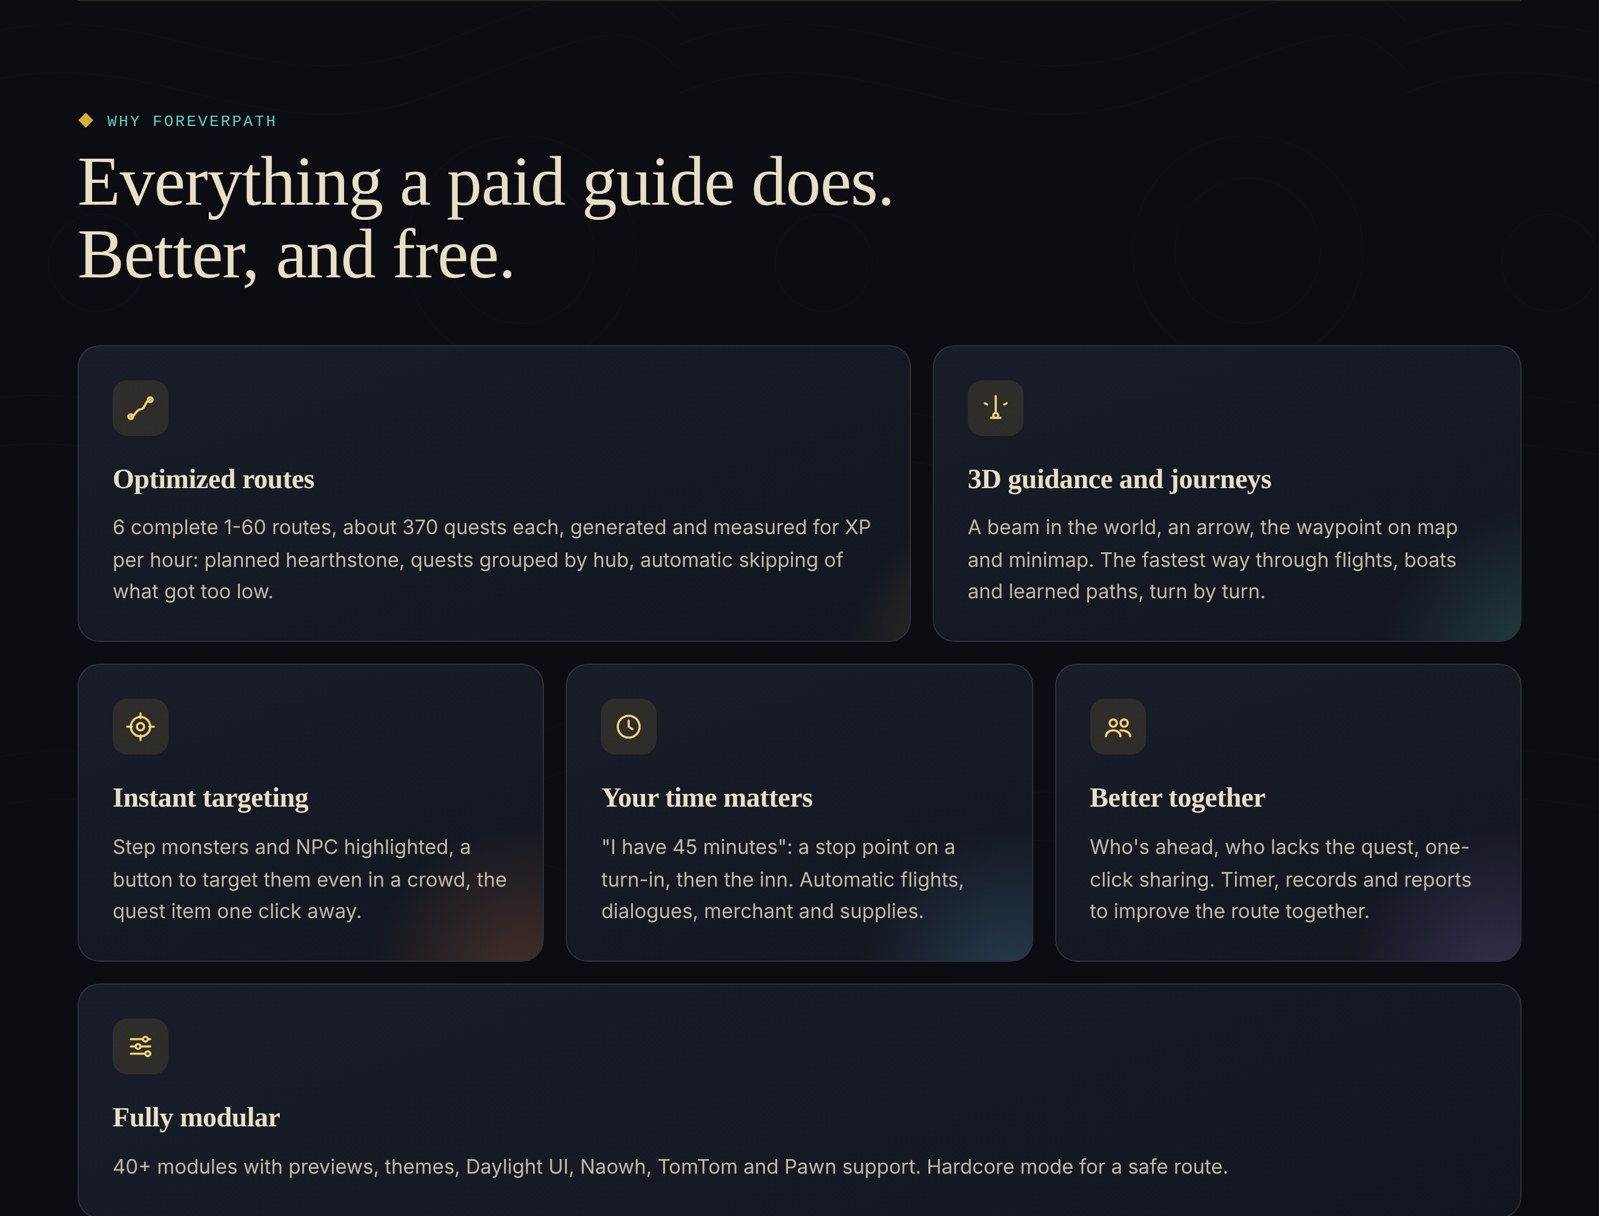 WHY FOREVERPATH
Everything a paid guide does.
Better, and free.
Optimized routes
6 complete 1-60 routes, about 370 quests each, generated and measured for XP
per hour: planned hearthstone, quests grouped by hub, automatic skipping of
what got too low.
3D guidance and journeys
A beam in the world, an arrow, the waypoint on map
and minimap. The fastest way through flights, boats
and learned paths, turn by turn.
Instant targeting
Step monsters and NPC highlighted, a
button to target them even in a crowd, the
quest item one click away.
Your time matters
"I have 45 minutes": a stop point on a
turn-in, then the inn. Automatic flights,
dialogues, merchant and supplies.
Better together
Who's ahead, who lacks the quest, one-
click sharing. Timer, records and reports
to improve the route together.
Fully modular
40+ modules with previews, themes, Daylight UI, Naowh, TomTom and Pawn support. Hardcore mode for a safe route.